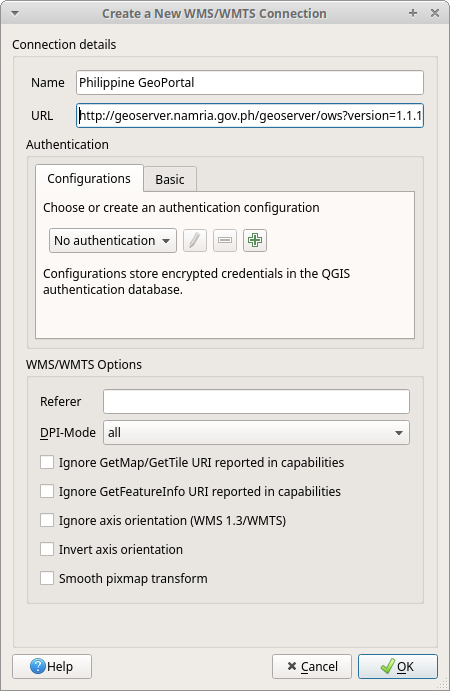 Create a New WMS/WMTS Connection
Connection details
Name Philippine GeoPortal
URL http://geoserver.namria.gov.ph/geoserver/ows?version=1.1.1
Authentication
Configurations Basic
Choose or create an authentication configuration
No authentication
Configurations store encrypted credentials in the QGIS
authentication database.
WMS/WMTS Options
Referer
DPI-Mode all
Ignore GetMap/GetTile URI reported in capabilities
Ignore GetFeatureInfo URI reported in capabilities
Ignore axis orientation (WMS 1.3/WMTS)
Invert axis orientation
Smooth pixmap transform
Help Cancel OK